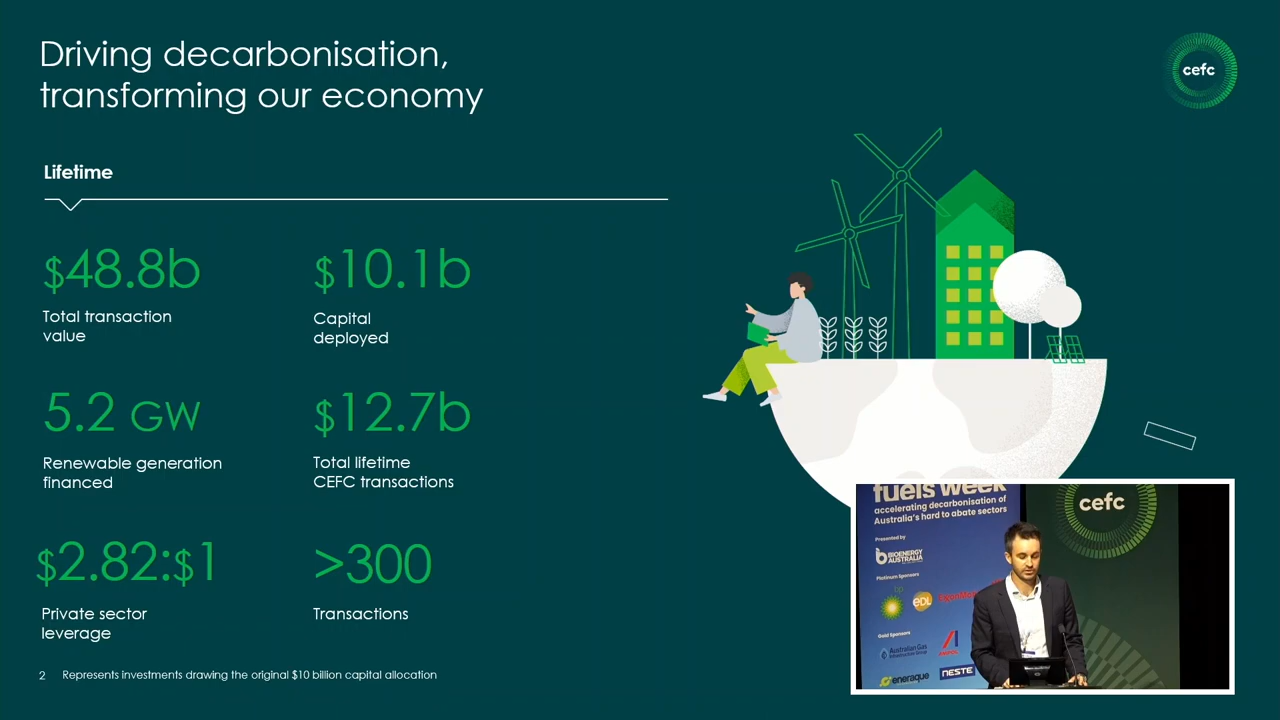 Driving decarbonisation,
transforming our economy
cefc
Lifetime
$48.8b
Total transaction
value
$10.1b
Capital
deployed
5.2 GW
Renewable generation
financed
$12.7b
Total lifetime
CEFC transactions
$2.82:$1
Private sector
leverage
>300
Transactions
2 Represents investments drawing the original $10 billion capital allocation
fuels week
accelerating decarbonisation of
Australia's hard to abate sectors
Presented by
BIOENERGY
AUSTRALIA
Platinum Sponsors
bp
edl
Gold Sponsors
Australian Gas
Infrastructure Group
AMPOL
eneraque
NESTE
cefc